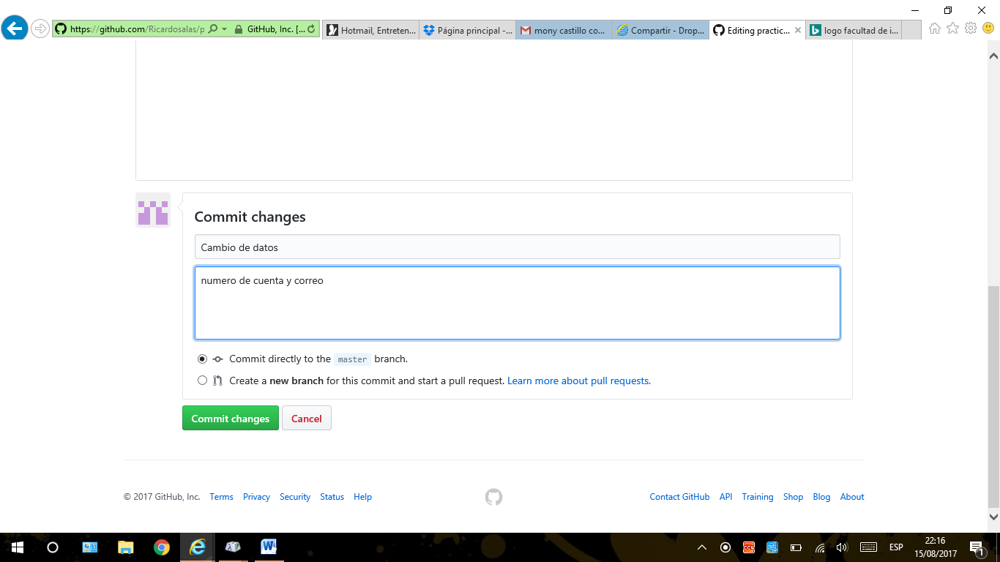 https://github.com/Ricardosalas/p
GitHub, Inc. [...
Hotmail, Entreten...
Página principal -...
mony castillo co...
Compartir - Drop...
Editing practic...
logo facultad de i...
Commit changes
Cambio de datos
numero de cuenta y correo
Commit directly to the master branch.
Create a new branch for this commit and start a pull request. Learn more about pull requests.
Commit changes
Cancel
© 2017 GitHub, Inc. Terms Privacy Security Status Help
Contact GitHub API Training Shop Blog About
ESP
22:16
15/08/2017
1